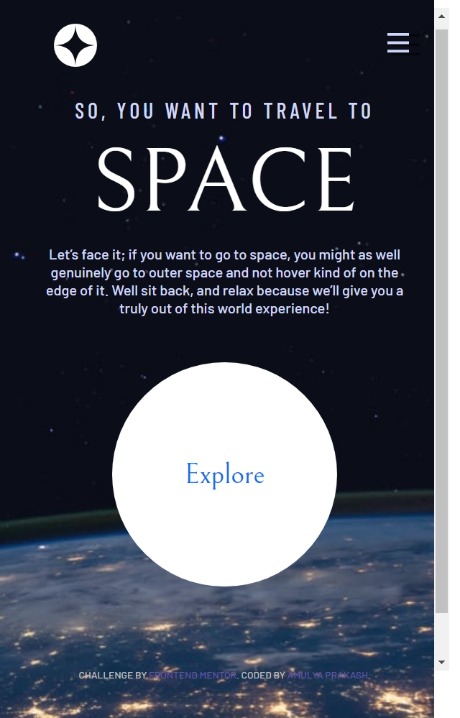 SO, YOU WANT TO TRAVEL TO
SPACE
Let's face it; if you want to go to space, you might as well
genuinely go to outer space and not hover kind of on the
edge of it. Well sit back, and relax because we'll give you a
truly out of this world experience!
Explore
CHALLENGE BY FRONTEND MENTOR. CODED BY AMULYA PRAKASH.